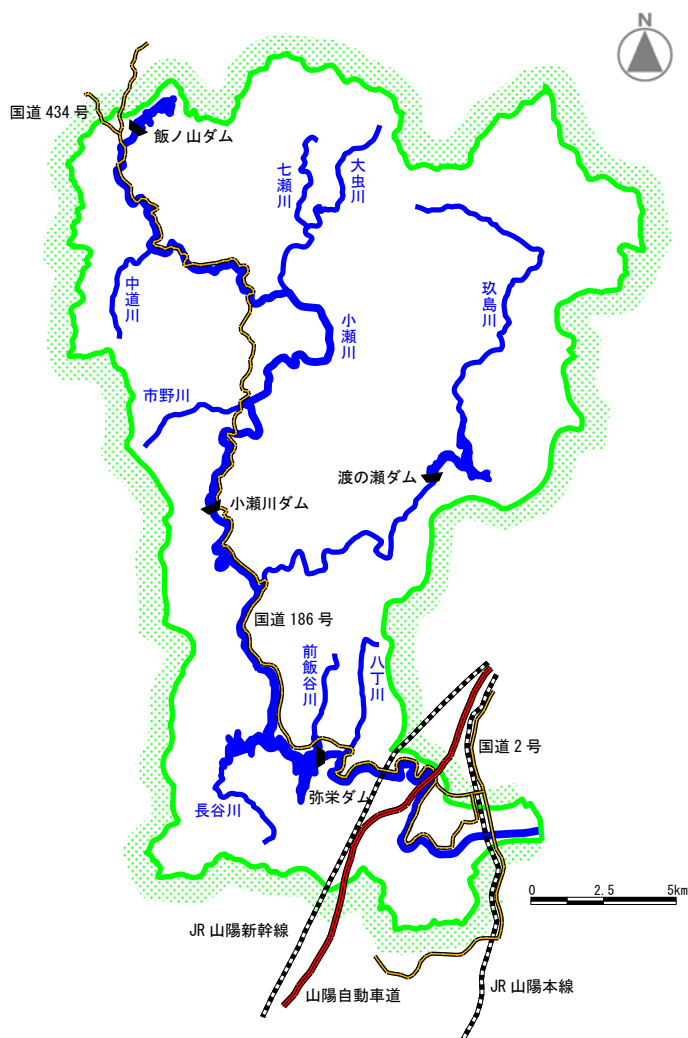 N
国道 434 号
飯ノ山ダム
七瀬川
大虫川
中道川
玖島川
小瀬川
市野川
渡の瀬ダム
小瀬川ダム
国道 186 号
前飯谷川
八丁川
国道 2 号
弥栄ダム
長谷川
0 2.5 5km
JR 山陽新幹線
山陽自動車道
JR 山陽本線